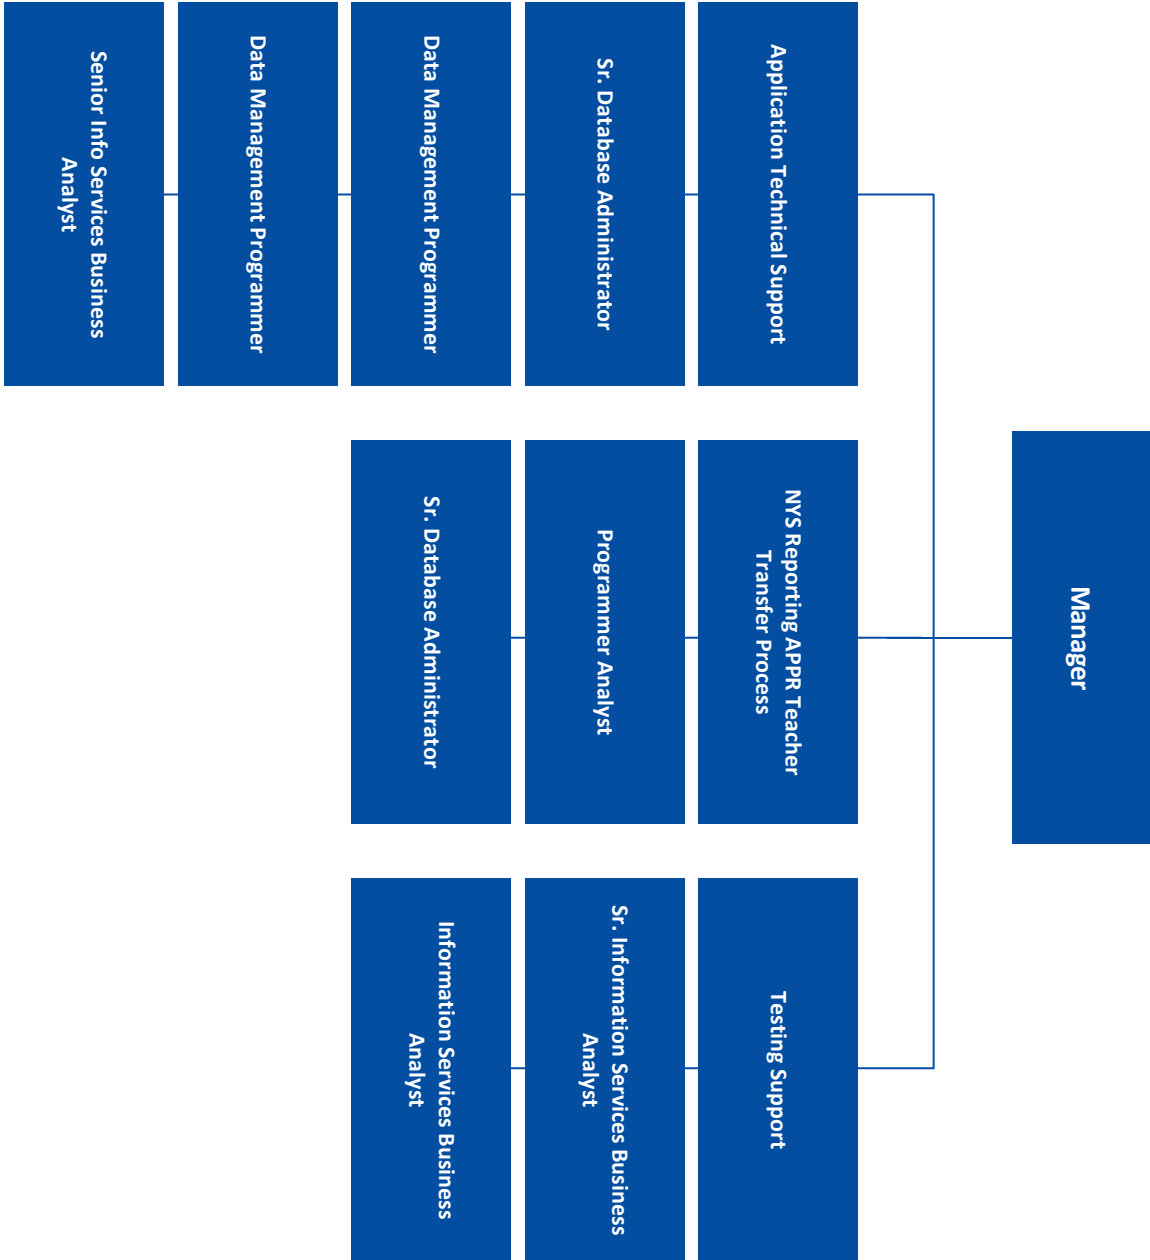 Manager
Application Technical Support
Sr. Database Administrator
Data Management Programmer
Data Management Programmer
Senior Info Services Business
Analyst
NYS Reporting APPR Teacher
Transfer Process
Programmer Analyst
Sr. Database Administrator
Testing Support
Sr. Information Services Business
Analyst
Information Services Business
Analyst